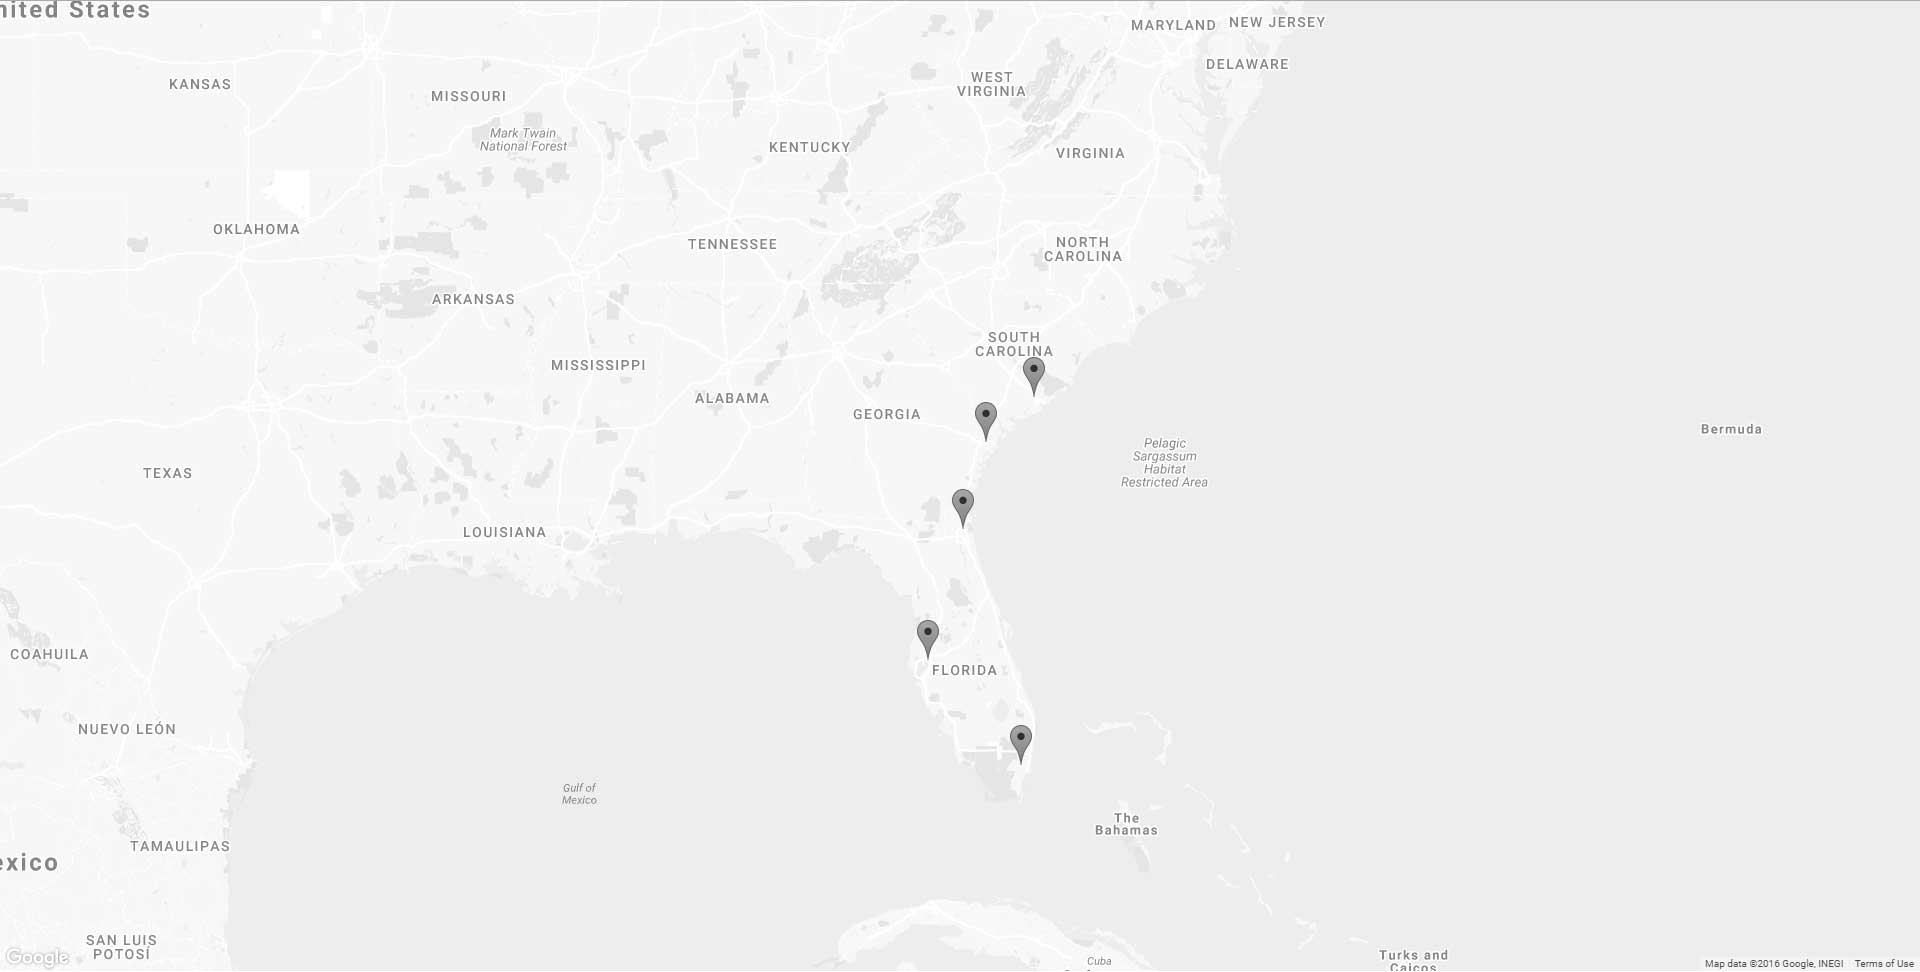 nited States
MARYLAND
NEW JERSEY
DELAWARE
KANSAS
MISSOURI
WEST
VIRGINIA
Mark Twain
National Forest
KENTUCKY
VIRGINIA
OKLAHOMA
TENNESSEE
NORTH
CAROLINA
ARKANSAS
SOUTH
CAROLINA
MISSISSIPPI
ALABAMA
GEORGIA
Bermuda
Pelagic
Sargassum
Habitat
Restricted Area
TEXAS
LOUISIANA
COAHUILA
FLORIDA
NUEVO LEÓN
Gulf of
Mexico
The
Bahamas
TAMAULIPAS
exico
SAN LUIS
POTOSÍ
Google
Cuba
Turks and
Caicos
Map data ©2016 Google, INEGI
Terms of Use